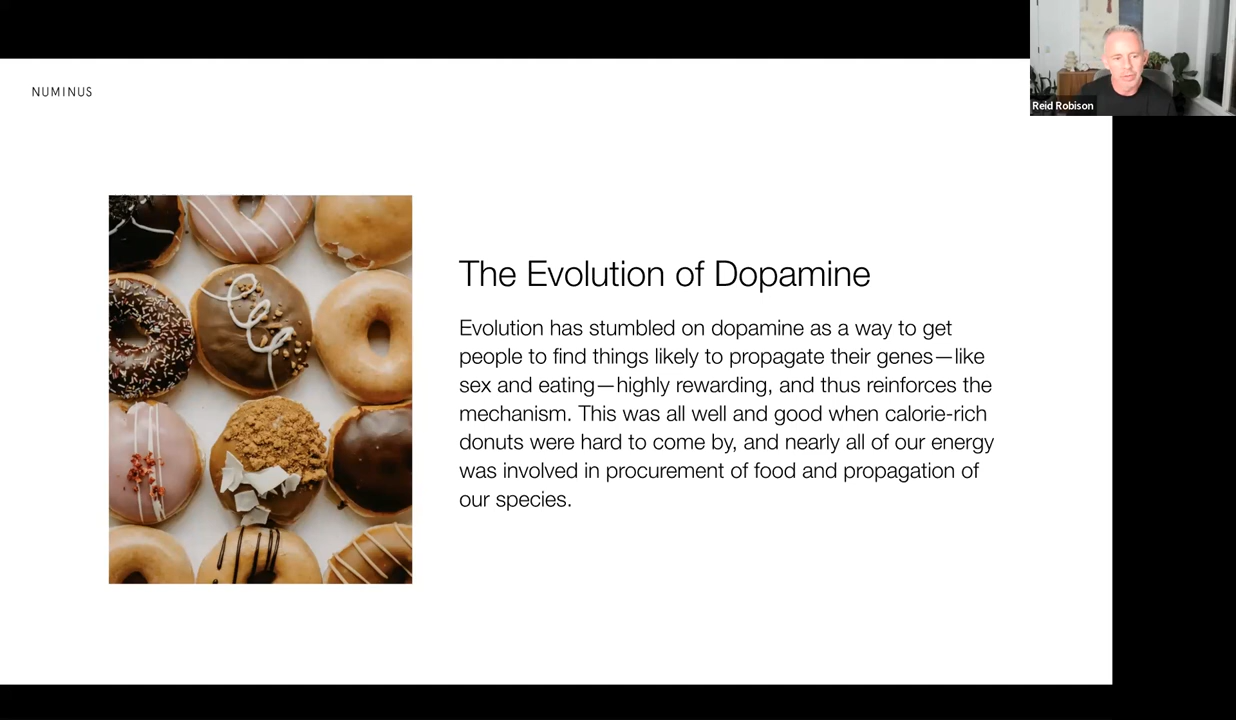 NUMINUS
Reid Robison
The Evolution of Dopamine
Evolution has stumbled on dopamine as a way to get
people to find things likely to propagate their genes—like
sex and eating—highly rewarding, and thus reinforces the
mechanism. This was all well and good when calorie-rich
donuts were hard to come by, and nearly all of our energy
was involved in procurement of food and propagation of
our species.